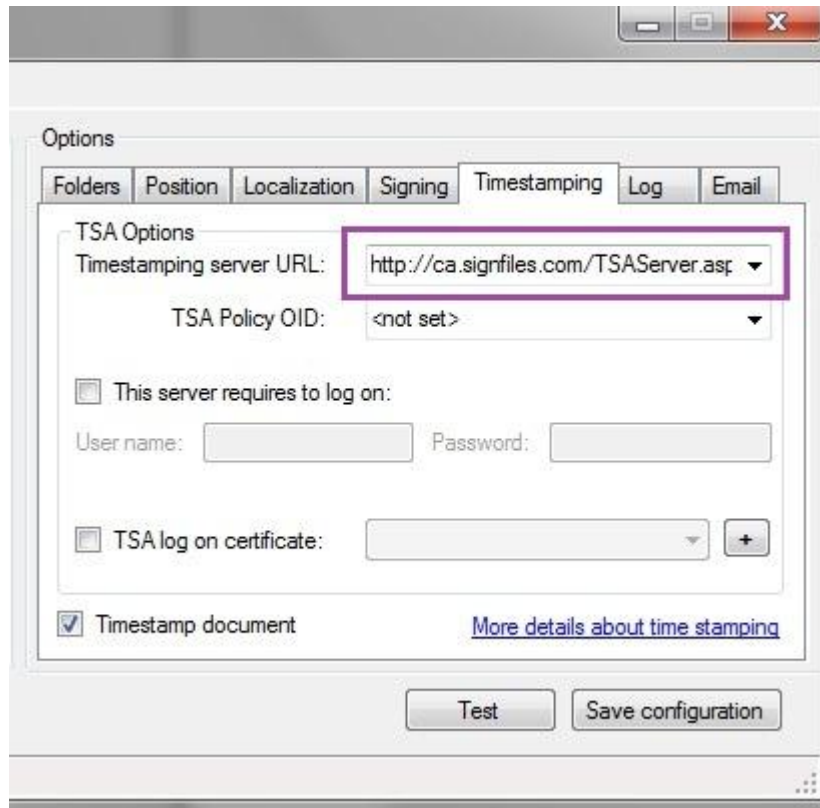 Options
Folders Position Localization Signing Timestamping Log Email
TSA Options
Timestamping server URL: http://ca.signfiles.com/TSAServer.asp
TSA Policy OID: <not set>
This server requires to log on:
User name: Password:
TSA log on certificate: +
Timestamp document More details about time stamping
Test Save configuration